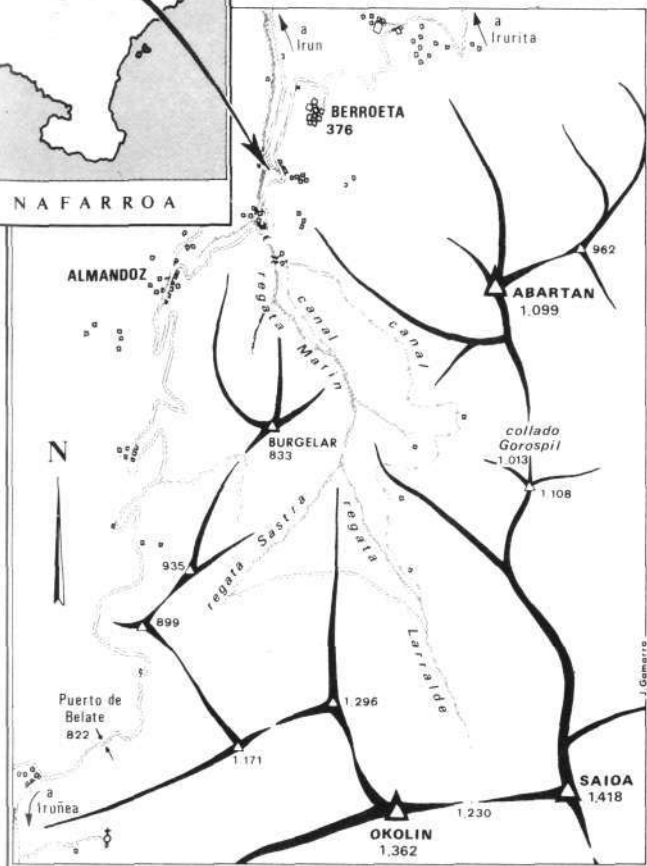 NAFARROA
a
Irun
a
Irurita
BERROETA
376
ALMANDOZ
962
ABARTAN
1,099
regata Marin
canal
canal
BURGELAR
833
collado
Gorospil
1,013
1,108
N
regata Sastra
regata Larralde
935
899
Puerto de
Belate
822
1,296
1.171
a
Iruñea
SAIOA
1,418
1,230
OKOLIN
1,362
J. Gamarra